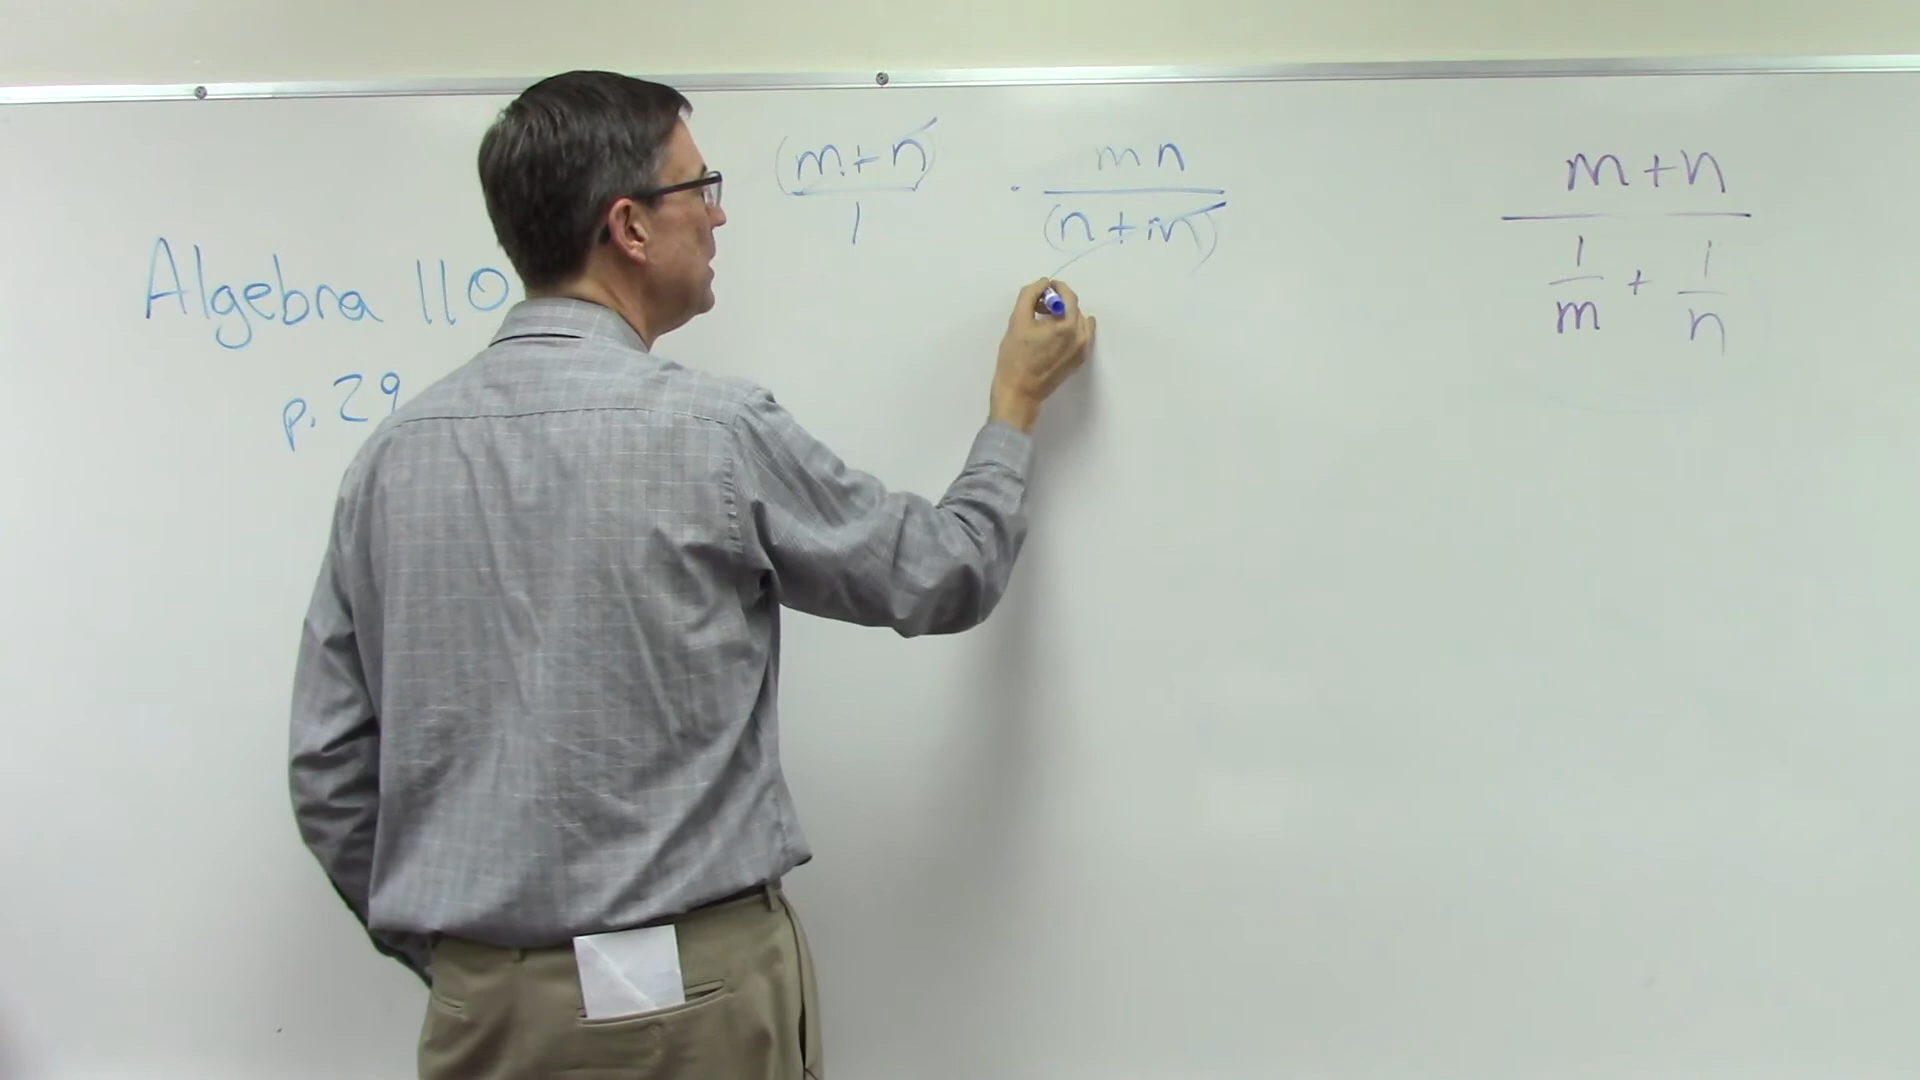 Algebra 110
p. 29
(m+n)
1
·
mn
(n+m)
m+n
1 + 1
m n